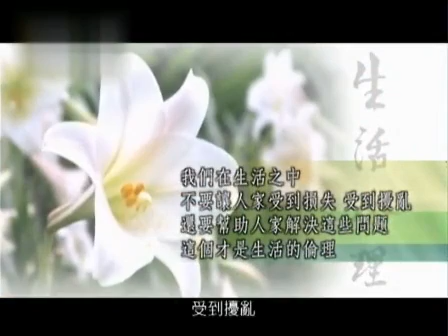 生活
理
我們在生活之中
不要讓人家受到損失 受到擾亂
還要幫助人家解決這些問題
這個才是生活的倫理
受到擾亂